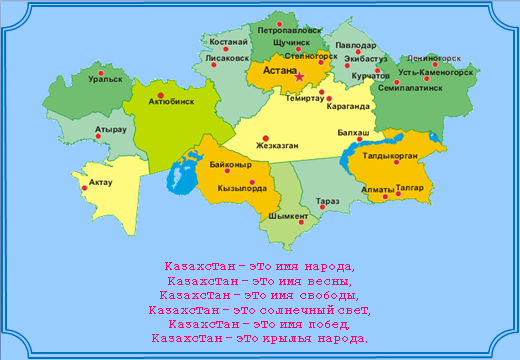 Петропавловск
Костанай
Щучинск
Павлодар
Лисаковск
Степногорск
Экибастуз
Лениногорск
Астана
Курчатов
Усть-Каменогорск
Уральск
Семипалатинск
Актюбинск
Темиртау
Караганда
Атырау
Балхаш
Жезказган
Талдыкорган
Байконыр
Актау
Кызылорда
Алматы
Талгар
Тараз
Шымкент
КазахсТан – эТо имя народа,
КазахсТан – эТо имя весны,
КазахсТан – эТо имя свободы,
КазахсТан – эТо солнечный свет,
КазахсТан – эТо имя побед,
КазахсТан – эТо крылья народа.